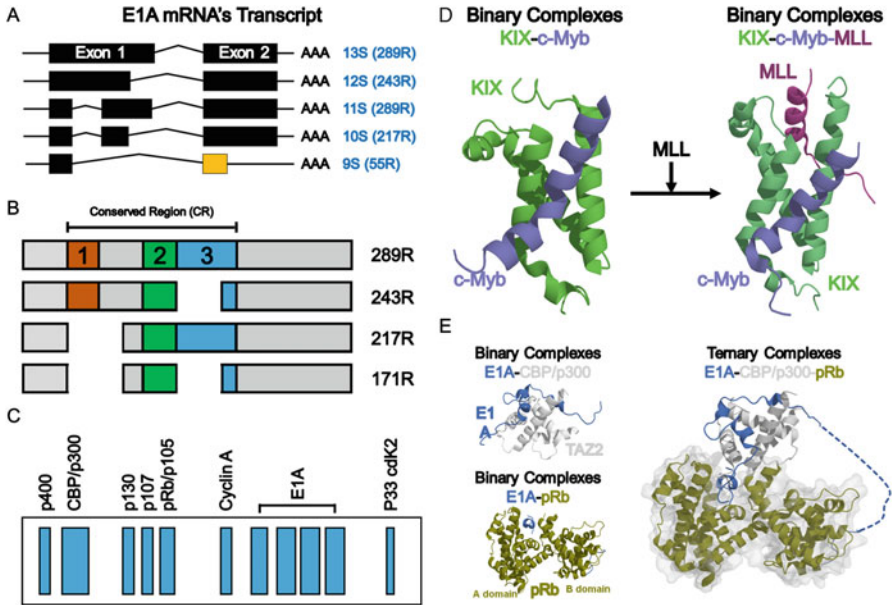 A
E1A mRNA's Transcript
Exon 1 Exon 2 AAA 13S (289R)
AAA 12S (243R)
AAA 11S (289R)
AAA 10S (217R)
AAA 9S (55R)
B
Conserved Region (CR)
1 2 3 289R
243R
217R
171R
C
p400
CBP/p300
p130
p107
pRb/p105
Cyclin A
E1A
P33 cdK2
D
Binary Complexes
KIX-c-Myb
KIX
c-Myb
MLL
Binary Complexes
KIX-c-Myb-MLL
MLL
c-Myb
KIX
E
Binary Complexes
E1A-CBP/p300
E1
A
TAZ2
Binary Complexes
E1A-pRb
A domain
pRb
B domain
Ternary Complexes
E1A-CBP/p300-pRb